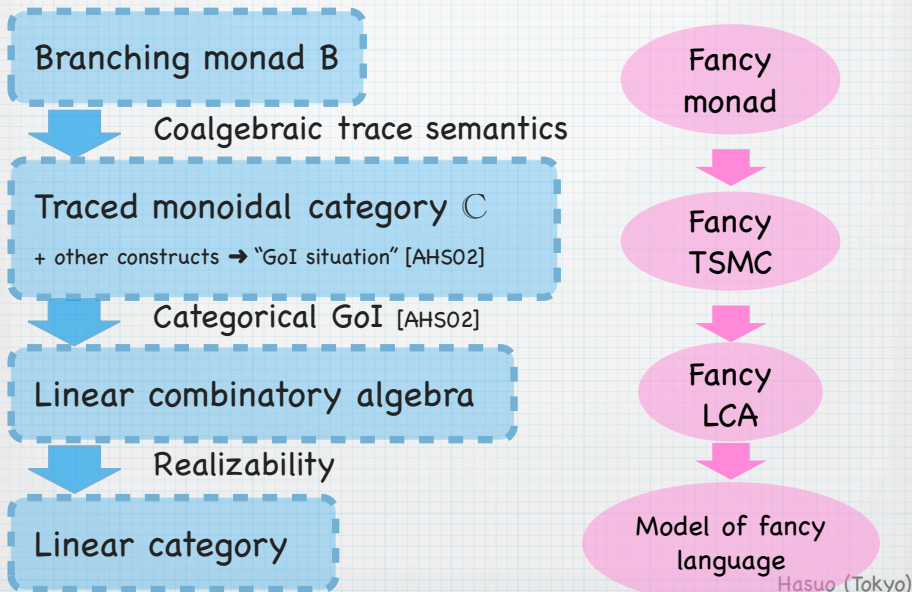 Branching monad B
Coalgebraic trace semantics
Traced monoidal category ℂ
+ other constructs ➜ “GoI situation” [AHS02]
Categorical GoI [AHS02]
Linear combinatory algebra
Realizability
Linear category
Fancy
monad
Fancy
TSMC
Fancy
LCA
Model of fancy
language
Hasuo (Tokyo)